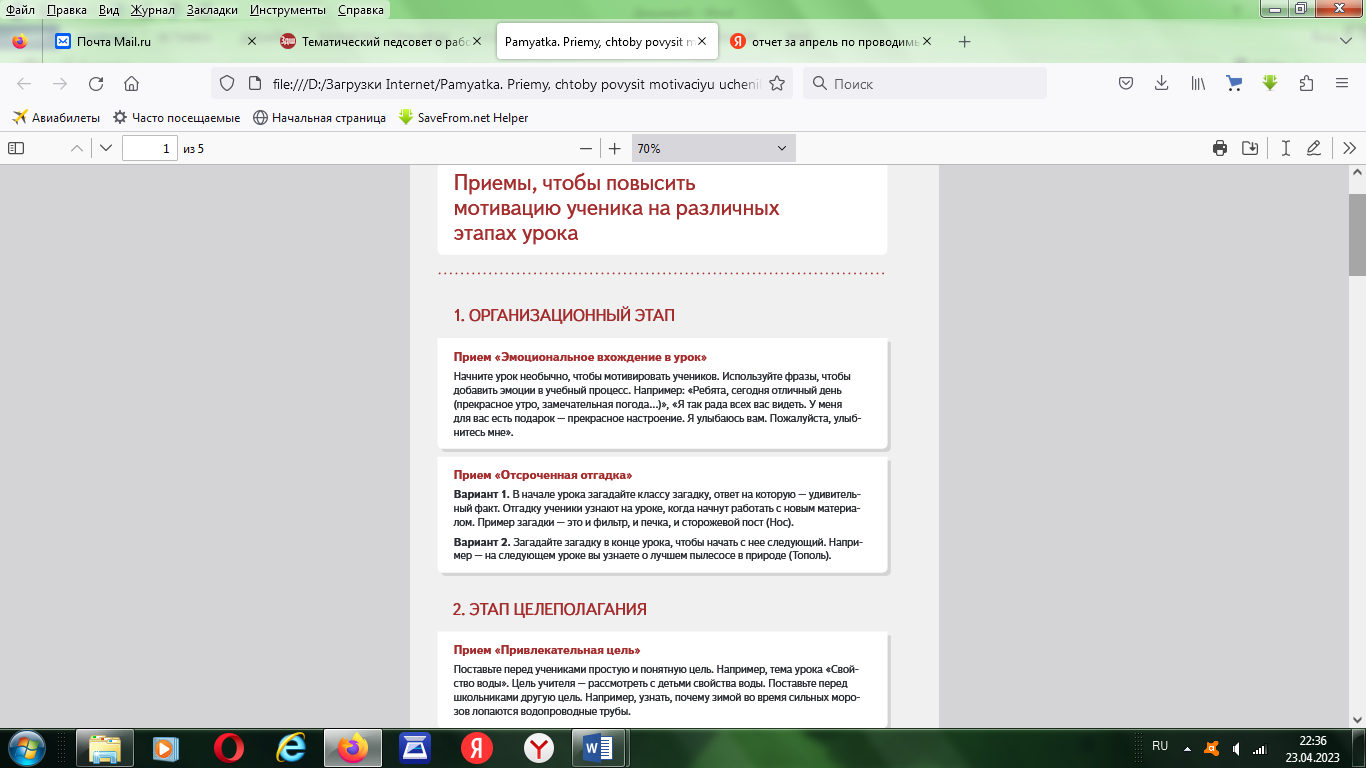 Файл Правка Вид Журнал Закладки Инструменты Справка
Почта Mail.ru
Тематический педсовет о рабо
Pamyatka. Priemy, chtoby povysit m
отчет за апрель по проводимы
file:///D:/Загрузки Internet/Pamyatka. Priemy, chtoby povysit motivaciyu uchenil
Поиск
Авиабилеты Часто посещаемые Начальная страница SaveFrom.net Helper
1 из 5
70%
Приемы, чтобы повысить
мотивацию ученика на различных
этапах урока
1. ОРГАНИЗАЦИОННЫЙ ЭТАП
Прием «Эмоциональное вхождение в урок»
Начните урок необычно, чтобы мотивировать учеников. Используйте фразы, чтобы
добавить эмоции в учебный процесс. Например: «Ребята, сегодня отличный день
(прекрасное утро, замечательная погода...)», «Я так рада всех вас видеть. У меня
для вас есть подарок — прекрасное настроение. Я улыбаюсь вам. Пожалуйста, улыб-
нитесь мне».
Прием «Отсроченная отгадка»
Вариант 1. В начале урока загадайте классу загадку, ответ на которую — удивитель-
ный факт. Отгадку ученики узнают на уроке, когда начнут работать с новым материа-
лом. Пример загадки — это и фильтр, и печка, и сторожевой пост (Нос).
Вариант 2. Загадайте загадку в конце урока, чтобы начать с нее следующий. Напри-
мер — на следующем уроке вы узнаете о лучшем пылесосе в природе (Тополь).
2. ЭТАП ЦЕЛЕПОЛАГАНИЯ
Прием «Привлекательная цель»
Поставьте перед учениками простую и понятную цель. Например, тема урока «Свой-
ство воды». Цель учителя — рассмотреть с детьми свойства воды. Поставьте перед
школьниками другую цель. Например, узнать, почему зимой во время сильных моро-
зов лопаются водопроводные трубы.
RU
22:36
23.04.2023